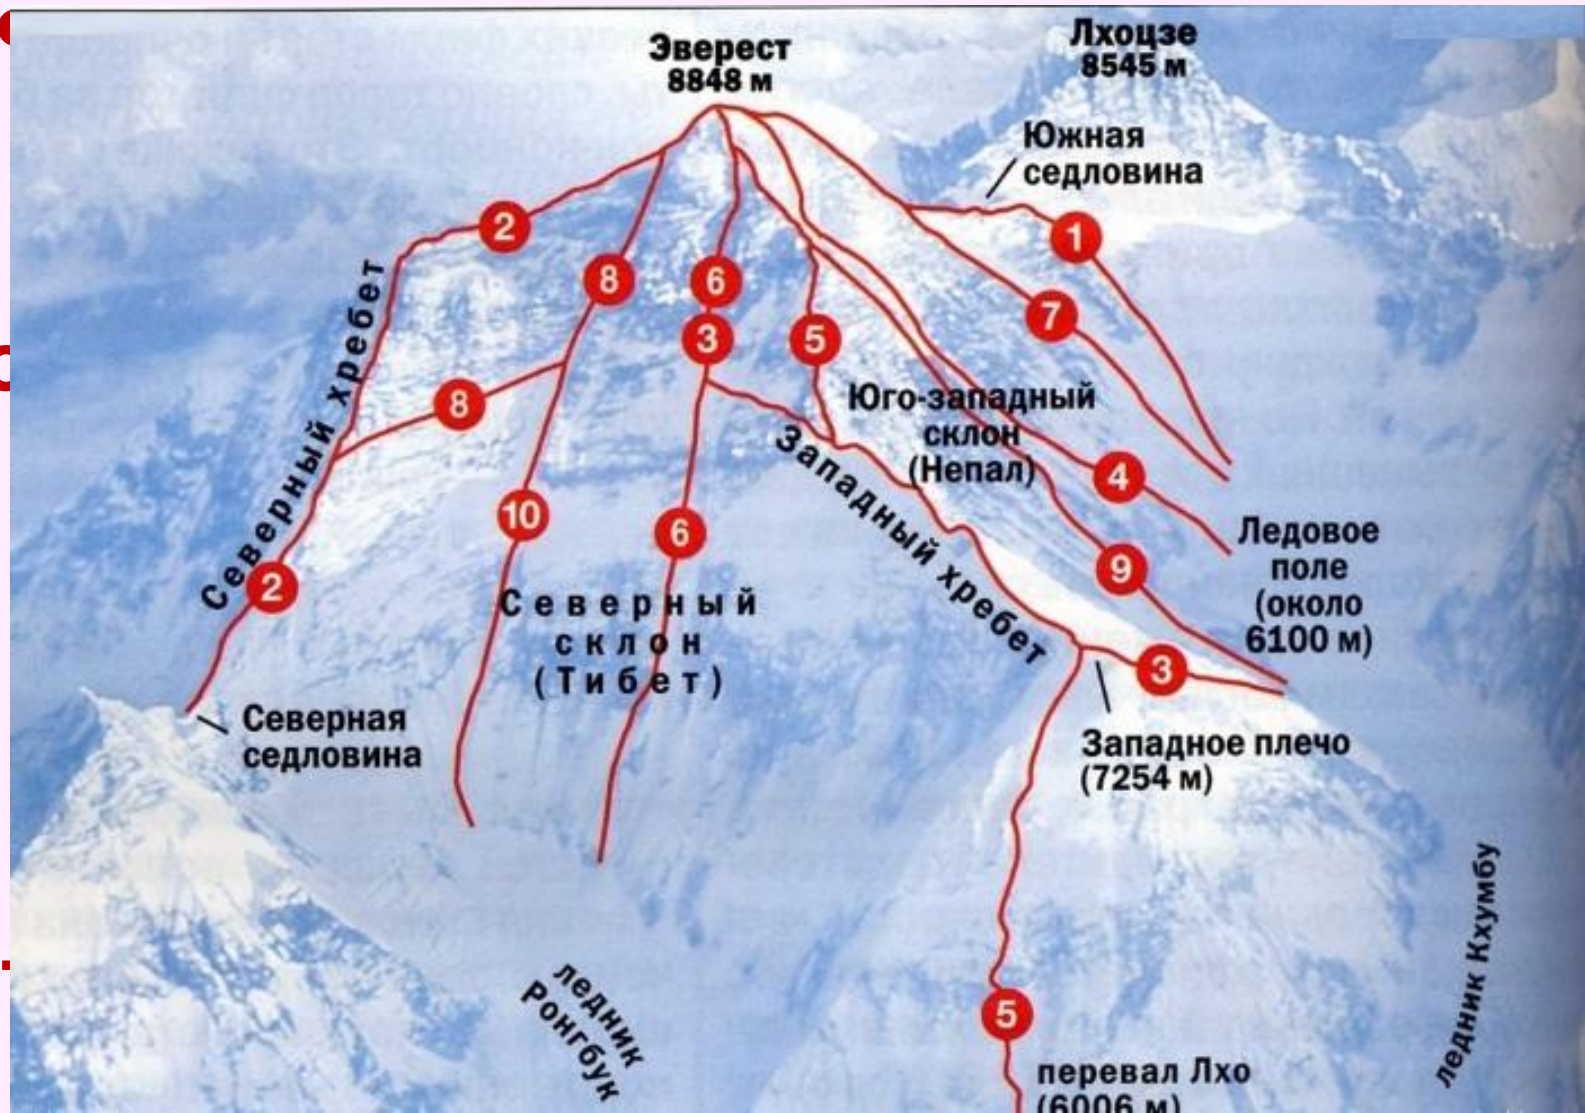 Эверест
8848 м
Лхоцзе
8545 м
Южная
седловина
2
1
8
6
7
3
5
Северный хребет
8
Юго-западный
склон
(Непал)
Западный хребет
4
10
6
9
Ледовое
поле
(около
6100 м)
2
Северный
склон
(Тибет)
3
Северная
седловина
Западное плечо
(7254 м)
ледник
Ронгбук
ледник Кхумбу
5
перевал Лхо
(6006 м)